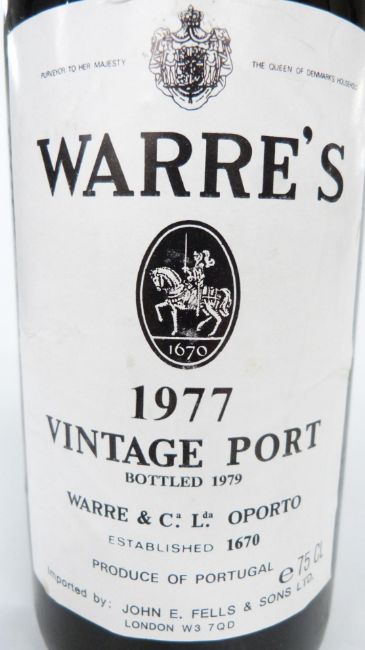 PURVEYOR TO HER MAJESTY THE QUEEN OF DENMARK'S HOUSEHOLD
WARRE'S
1670
1977
VINTAGE PORT
BOTTLED 1979
WARRE & Cª. Lᵈᵃ. OPORTO
ESTABLISHED 1670
PRODUCE OF PORTUGAL e 75 CL
Imported by: JOHN E. FELLS & SONS LTD.
LONDON W3 7QD